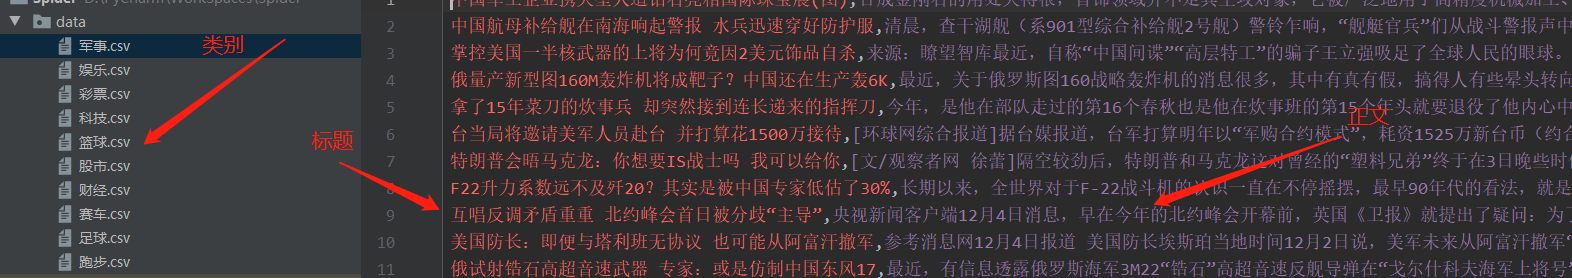 data
军事.csv
娱乐.csv
彩票.csv
科技.csv
篮球.csv
股市.csv
财经.csv
赛车.csv
足球.csv
跑步.csv
类别
标题
正文
1
2 中国航母补给舰在南海响起警报 水兵迅速穿好防护服,清晨，查干湖舰（系901型综合补给舰2号舰）警铃乍响，“舰艇官兵”们从战斗警报声中
3 掌控美国一半核武器的上将为何竟因2美元饰品自杀,来源：瞭望智库最近，自称“中国间谍”“高层特工”的骗子王立强吸足了全球人民的眼球。
4 俄量产新型图160M轰炸机将成靶子？中国还在生产轰6K,最近，关于俄罗斯图160战略轰炸机的消息很多，其中有真有假，搞得人有些晕头转向
5 拿了15年菜刀的炊事兵 却突然接到连长递来的指挥刀,今年，是他在部队走过的第16个春秋也是他在炊事班的第15个年头就要退役了他内心中
6 台当局将邀请美军人员赴台 并打算花1500万接待,[环球网综合报道]据台媒报道，台军打算明年以“军购合约模式”，耗资1525万新台币（约合
7 特朗普会晤马克龙：你想要IS战士吗 我可以给你,[文/观察者网 徐蕾]隔空较劲后，特朗普和马克龙这对曾经的“塑料兄弟”终于在3日晚些时
8 F22升力系数远不及歼20？其实是被中国专家低估了30%,长期以来，全世界对于F-22战斗机的认识一直在不停摇摆，最早90年代的看法，就是
9 互唱反调矛盾重重 北约峰会首日被分歧“主导”,央视新闻客户端12月4日消息，早在今年的北约峰会开幕前，英国《卫报》就提出了疑问：为了
10 美国防长：即便与塔利班无协议 也可能从阿富汗撤军,参考消息网12月4日报道 美国防长埃斯珀当地时间12月2日说，美军未来从阿富汗撤军“
11 俄试射锆石高超音速武器 专家：或是仿制中国东风17,最近，有信息透露俄罗斯海军3M22“锆石”高超音速反舰导弹在“戈尔什科夫海军上将号”